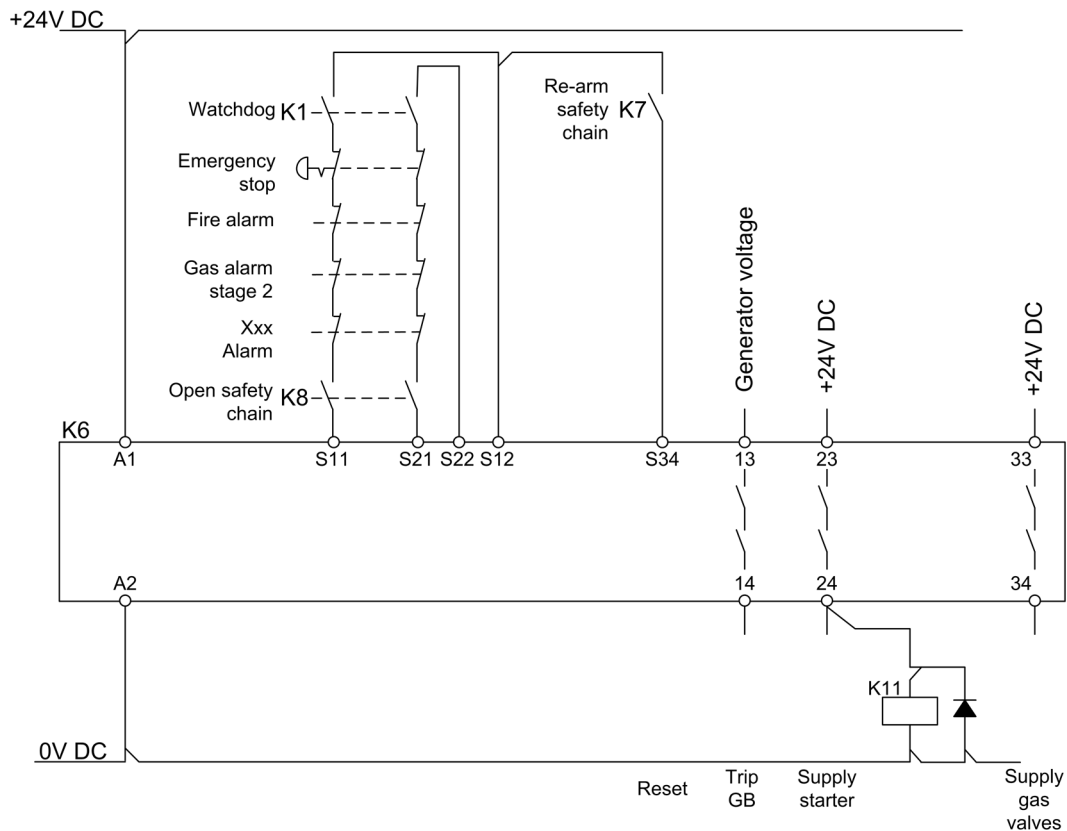 +24V DC
Watchdog K1
Re-arm
safety K7
chain
Emergency
stop
Fire alarm
Gas alarm
stage 2
Xxx
Alarm
Open safety K8
chain
Generator voltage
+24V DC
+24V DC
K6
A1 S11 S21 S22 S12 S34 13 23 33
A2 14 24 34
K11
0V DC
Reset
Trip
GB
Supply
starter
Supply
gas
valves